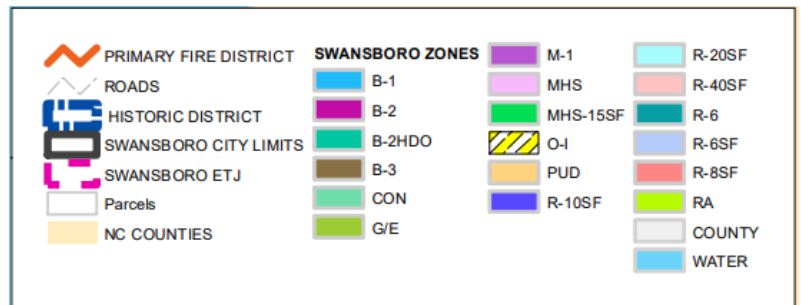 PRIMARY FIRE DISTRICT
ROADS
HISTORIC DISTRICT
SWANSBORO CITY LIMITS
SWANSBORO ETJ
Parcels
NC COUNTIES
SWANSBORO ZONES
B-1
B-2
B-2HDO
B-3
CON
G/E
M-1
MHS
MHS-15SF
O-I
PUD
R-10SF
R-20SF
R-40SF
R-6
R-6SF
R-8SF
RA
COUNTY
WATER